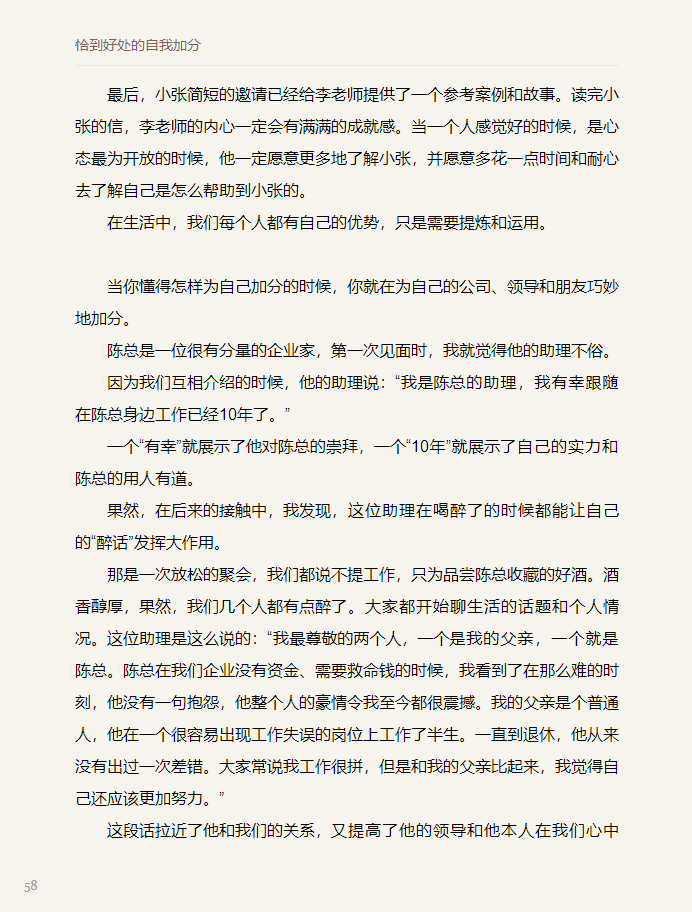 恰到好处的自我加分
最后，小张简短的邀请已经给李老师提供了一个参考案例和故事。读完小
张的信，李老师的内心一定会有满满的成就感。当一个人感觉好的时候，是心
态最为开放的时候，他一定愿意更多地了解小张，并愿意多花一点时间和耐心
去了解自己是怎么帮助到小张的。
在生活中，我们每个人都有自己的优势，只是需要提炼和运用。
当你懂得怎样为自己加分的时候，你就在为自己的公司、领导和朋友巧妙
地加分。
陈总是一位很有分量的企业家，第一次见面时，我就觉得他的助理不俗。
因为我们互相介绍的时候，他的助理说：“我是陈总的助理，我有幸跟随
在陈总身边工作已经10年了。”
一个“有幸”就展示了他对陈总的崇拜，一个“10年”就展示了自己的实力和
陈总的用人有道。
果然，在后来的接触中，我发现，这位助理在喝醉了的时候都能让自己
的“醉话”发挥大作用。
那是一次放松的聚会，我们都说不提工作，只为品尝陈总收藏的好酒。酒
香醇厚，果然，我们几个人都有点醉了。大家都开始聊生活的话题和个人情
况。这位助理是这么说的：“我最尊敬的两个人，一个是我的父亲，一个就是
陈总。陈总在我们企业没有资金、需要救命钱的时候，我看到了在那么难的时
刻，他没有一句抱怨，他整个人的豪情令我至今都很震撼。我的父亲是个普通
人，他在一个很容易出现工作失误的岗位上工作了半生。一直到退休，他从来
没有出过一次差错。大家常说我工作很拼，但是和我的父亲比起来，我觉得自
己还应该更加努力。”
这段话拉近了他和我们的关系，又提高了他的领导和他本人在我们心中
58